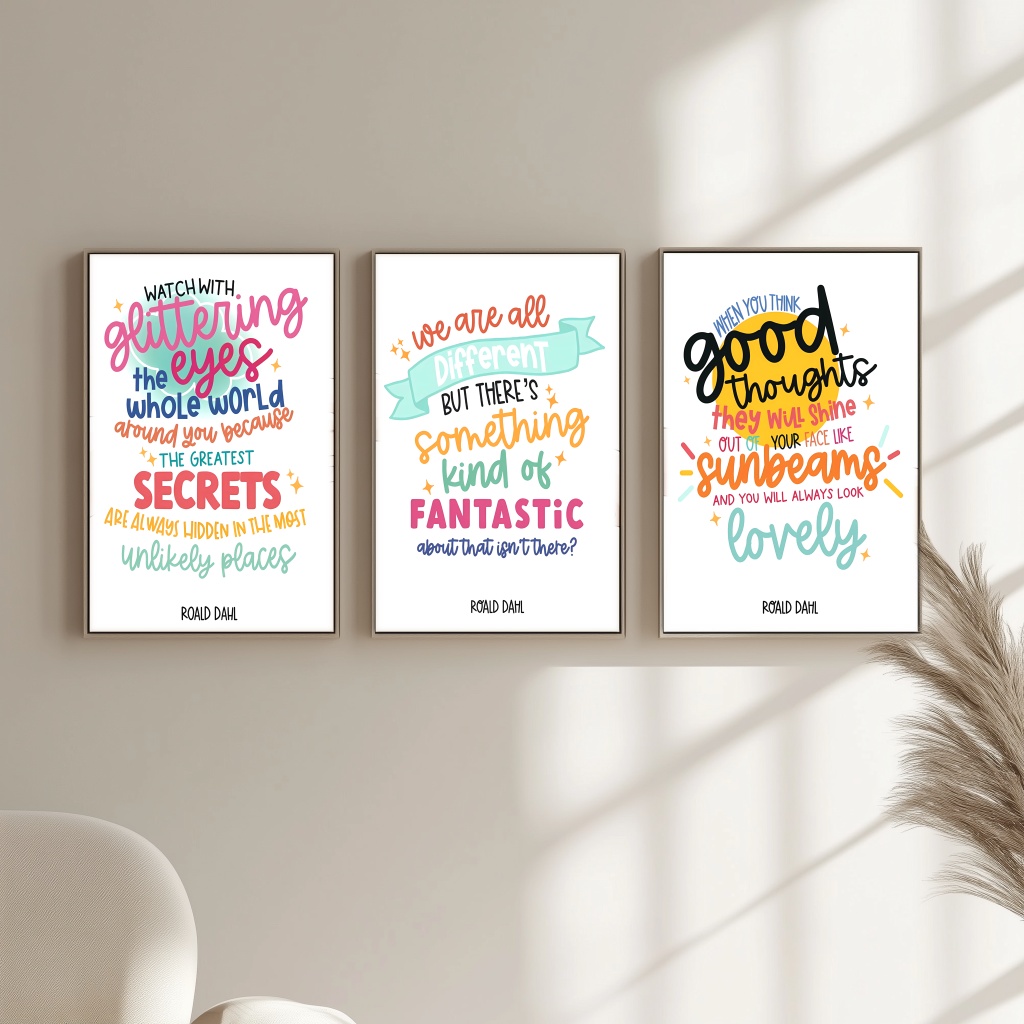 WATCH WITH
glittering
eyes
the
whole world
around you because
THE GREATEST
SECRETS
ARE ALWAYS HIDDEN IN THE MOST
unlikely places
ROALD DAHL
we are all
Different
BUT THERE'S
something
kind of
FANTASTiC
about that isn't there?
ROALD DAHL
WHEN YOU THINK
good
thoughts
they WiLL Shine
OUT OF YOUR FACE LIKE
sunbeams
AND YOU WILL ALWAYS LOOK
lovely
ROALD DAHL